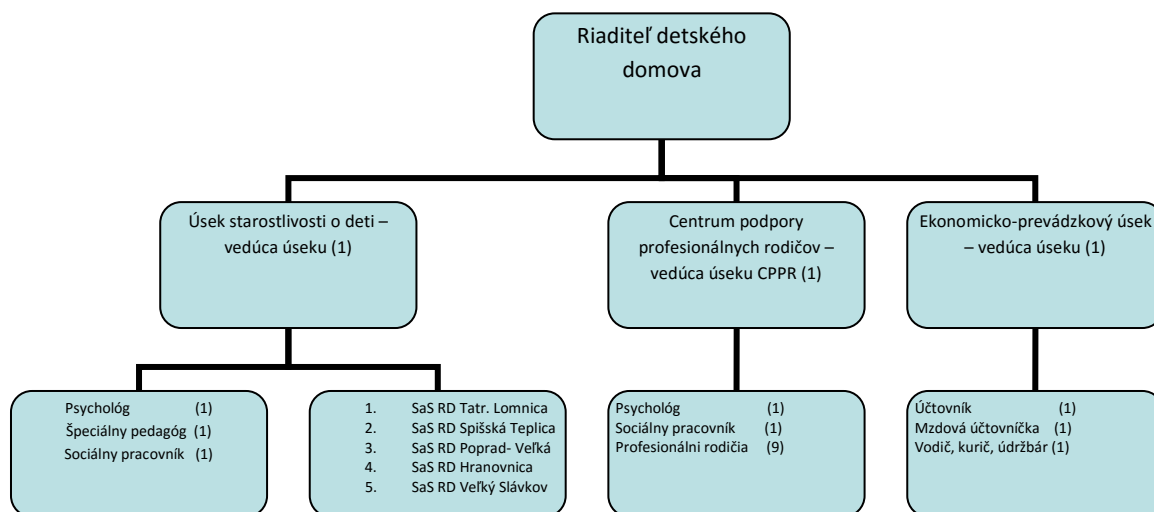 Riaditeľ detského
domova
Úsek starostlivosti o deti –
vedúca úseku (1)
Centrum podpory
profesionálnych rodičov –
vedúca úseku CPPR (1)
Ekonomicko-prevádzkový úsek
– vedúca úseku (1)
Psychológ (1)
Špeciálny pedagóg (1)
Sociálny pracovník (1)
1. SaS RD Tatr. Lomnica
2. SaS RD Spišská Teplica
3. SaS RD Poprad- Veľká
4. SaS RD Hranovnica
5. SaS RD Veľký Slávkov
Psychológ (1)
Sociálny pracovník (1)
Profesionálni rodičia (9)
Účtovník (1)
Mzdová účtovníčka (1)
Vodič, kurič, údržbár (1)